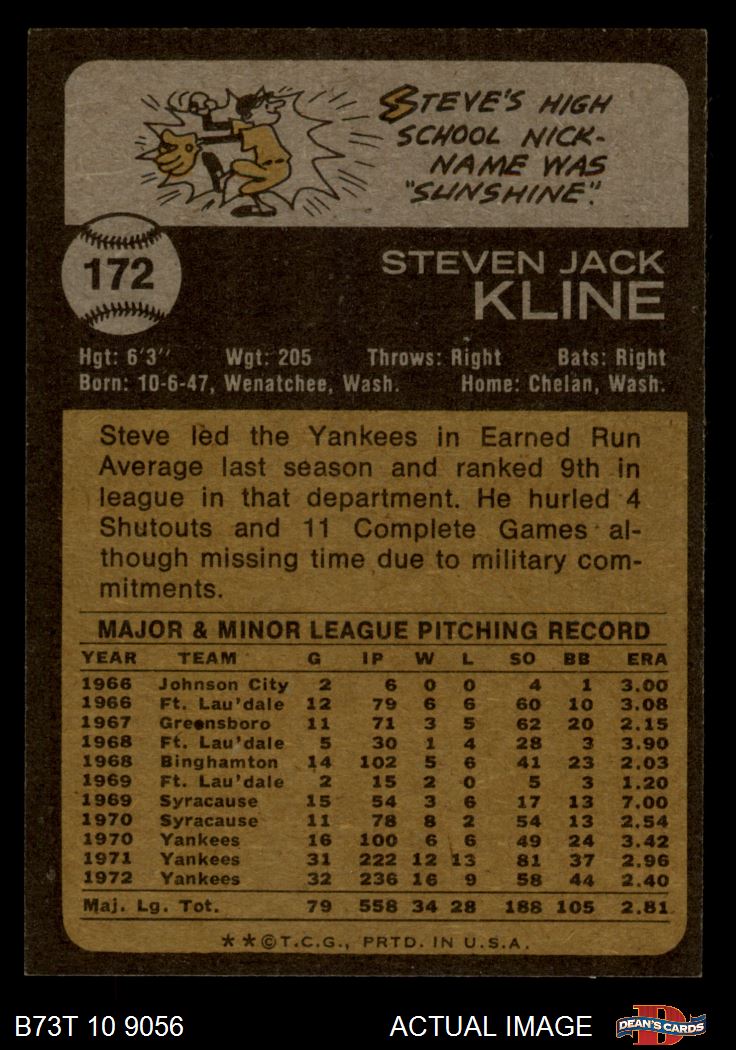 STEVE'S HIGH
SCHOOL NICK-
NAME WAS
"SUNSHINE."
172
STEVEN JACK
KLINE
Hgt: 6'3" Wgt: 205 Throws: Right Bats: Right
Born: 10-6-47, Wenatchee, Wash. Home: Chelan, Wash.
Steve led the Yankees in Earned Run
Average last season and ranked 9th in
league in that department. He hurled 4
Shutouts and 11 Complete Games al-
though missing time due to military com-
mitments.
MAJOR & MINOR LEAGUE PITCHING RECORD
YEAR TEAM G IP W L SO BB ERA
1966 Johnson City 2 6 0 0 4 1 3.00
1966 Ft. Lau'dale 12 79 6 6 60 10 3.08
1967 Greensboro 11 71 3 5 62 20 2.15
1968 Ft. Lau'dale 5 30 1 4 28 3 3.90
1968 Binghamton 14 102 5 6 41 23 2.03
1969 Ft. Lau'dale 2 15 2 0 5 3 1.20
1969 Syracause 15 54 3 6 17 13 7.00
1970 Syracause 11 78 8 2 54 13 2.54
1970 Yankees 16 100 6 6 49 24 3.42
1971 Yankees 31 222 12 13 81 37 2.96
1972 Yankees 32 236 16 9 58 44 2.40
Maj. Lg. Tot. 79 558 34 28 188 105 2.81
**©T.C.G., PRTD. IN U.S.A.
B73T 10 9056 ACTUAL IMAGE
D
DEAN'S CARDS